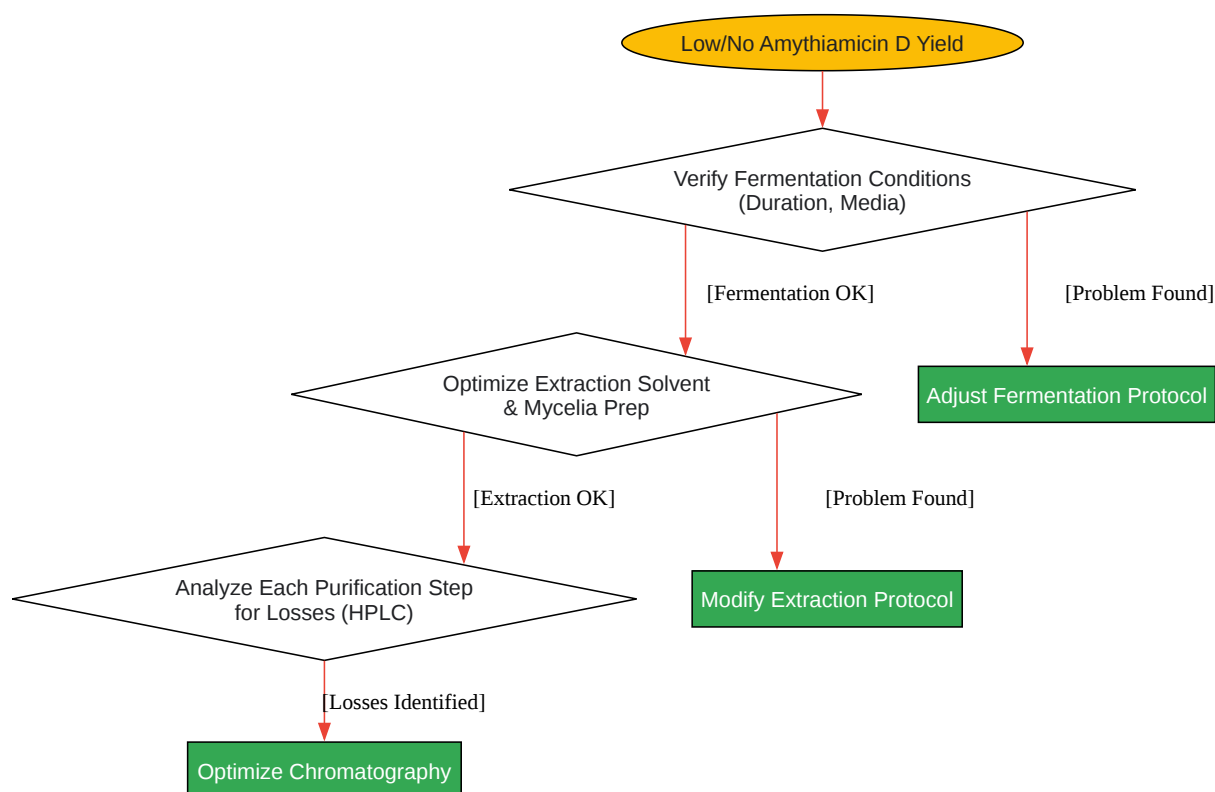 Low/No Amythiamicin D Yield
Verify Fermentation Conditions
(Duration, Media)
[Fermentation OK]
[Problem Found]
Optimize Extraction Solvent
& Mycelia Prep
Adjust Fermentation Protocol
[Extraction OK]
[Problem Found]
Analyze Each Purification Step
for Losses (HPLC)
Modify Extraction Protocol
[Losses Identified]
Optimize Chromatography